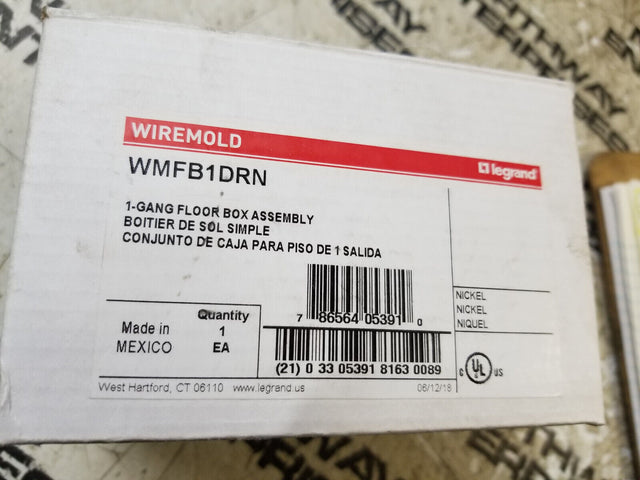 WIREMOLD
legrand
WMFB1DRN
1-GANG FLOOR BOX ASSEMBLY
BOITIER DE SOL SIMPLE
CONJUNTO DE CAJA PARA PISO DE 1 SALIDA
7 86564 05391 0
NICKEL
NICKEL
NIQUEL
Quantity
Made in 1
MEXICO EA
(21) 0 33 05391 8163 0089
c UL us
West Hartford, CT 06110 www.legrand.us
06/12/18